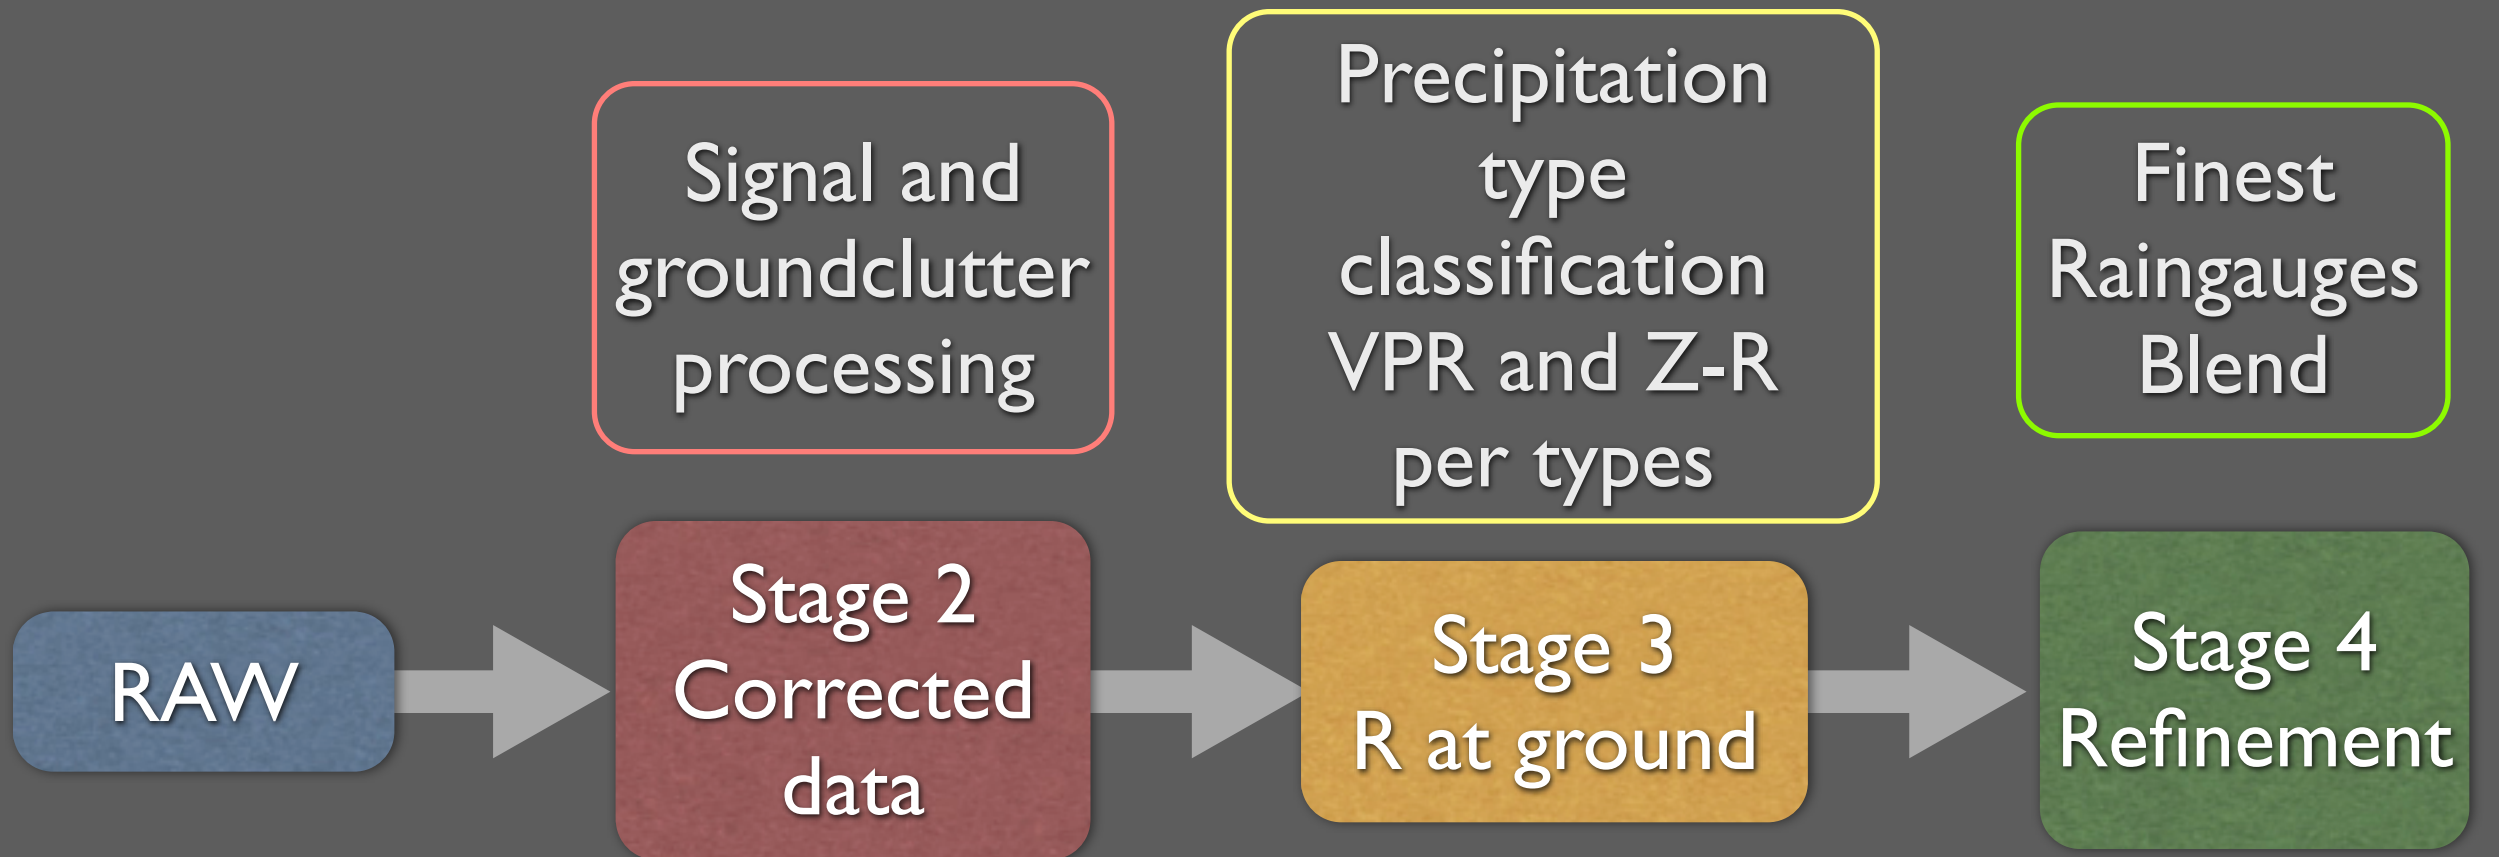 Signal and
groundclutter
processing
Precipitation
type
classification
VPR and Z-R
per types
Finest
Raingauges
Blend
RAW
Stage 2
Corrected
data
Stage 3
R at ground
Stage 4
Refinement